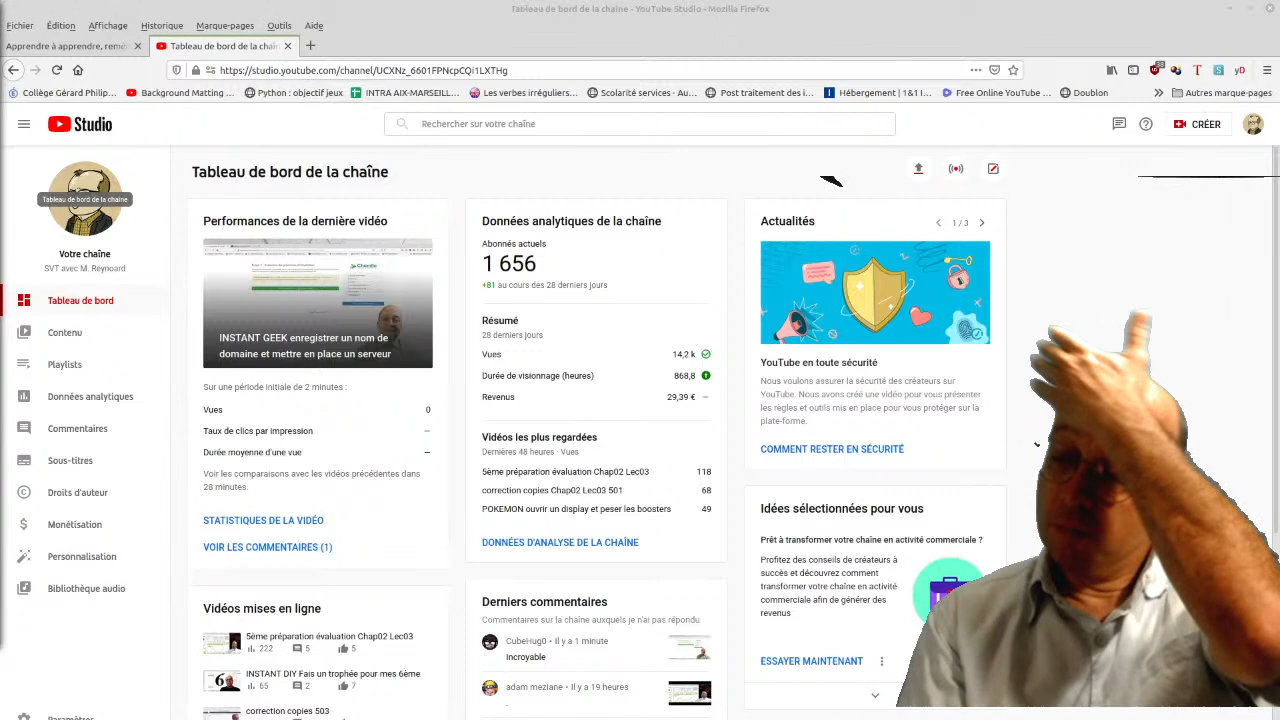 Tableau de bord de la chaîne - YouTube Studio - Mozilla Firefox
Fichier Édition Affichage Historique Marque-pages Outils Aide
Apprendre à apprendre, remé
Tableau de bord de la chaîn
https://studio.youtube.com/channel/UCXNz_6601FPNcpCQi1LXTHg
Collège Gérard Philip… Background Matting … Python : objectif jeux INTRA AIX-MARSEILL… Les verbes irréguliers… Scolarité services - Au… Post traitement des i… Hébergement | 1&1 I… Free Online YouTube … Doublon Autres marque-pages
Studio
Rechercher sur votre chaîne
CRÉER
Tableau de bord de la chaîne
Votre chaîne
SVT avec M. Reynoard
Tableau de bord
Contenu
Playlists
Données analytiques
Commentaires
Sous-titres
Droits d'auteur
Monétisation
Personnalisation
Bibliothèque audio
Paramètres
Tableau de bord de la chaîne
Performances de la dernière vidéo
INSTANT GEEK enregistrer un nom de
domaine et mettre en place un serveur
Sur une période initiale de 2 minutes :
Vues 0
Taux de clics par impression –
Durée moyenne d'une vue –
Voir les comparaisons avec les vidéos précédentes dans
28 minutes.
STATISTIQUES DE LA VIDÉO
VOIR LES COMMENTAIRES (1)
Vidéos mises en ligne
5ème préparation évaluation Chap02 Lec03
222 5 5
INSTANT DIY Fais un trophée pour mes 6ème
65 2 7
correction copies 503
Données analytiques de la chaîne
Abonnés actuels
1 656
+81 au cours des 28 derniers jours
Résumé
28 derniers jours
Vues 14,2 k
Durée de visionnage (heures) 868,8
Revenus 29,39 € –
Vidéos les plus regardées
Dernières 48 heures · Vues
5ème préparation évaluation Chap02 Lec03 118
correction copies Chap02 Lec03 501 68
POKEMON ouvrir un display et peser les boosters 49
DONNÉES D'ANALYSE DE LA CHAÎNE
Derniers commentaires
Commentaires sur la chaîne auxquels je n'ai pas répondu
CubeHug0 • Il y a 1 minute
Incroyable
adam meziane • Il y a 19 heures
.
Actualités
1 / 3
YouTube en toute sécurité
Nous voulons assurer la sécurité des créateurs sur
YouTube. Nous avons créé une vidéo pour vous présenter
les règles et outils mis en place pour vous protéger sur la
plate-forme.
COMMENT RESTER EN SÉCURITÉ
Idées sélectionnées pour vous
Prêt à transformer votre chaîne en activité commerciale ?
Profitez des conseils de créateurs à
succès et découvrez comment
transformer votre chaîne en activité
commerciale afin de générer des
revenus
ESSAYER MAINTENANT